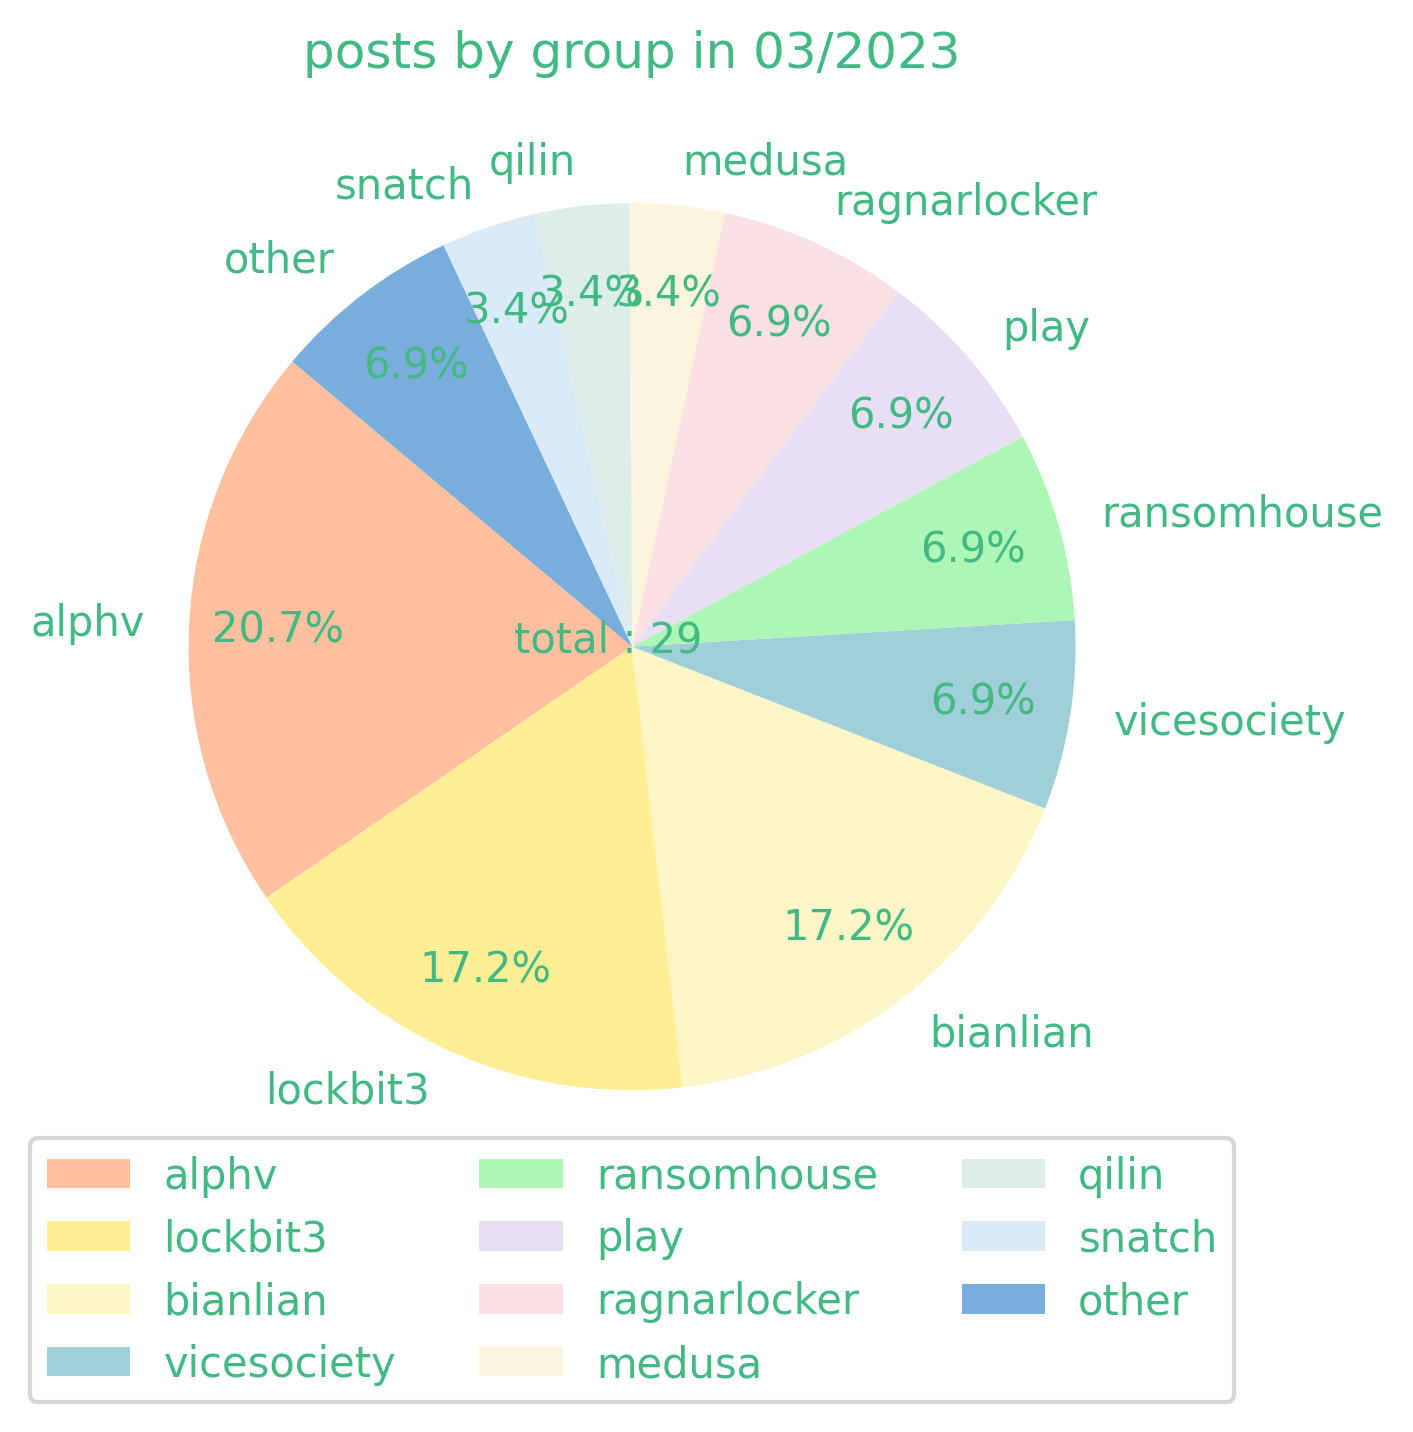 posts by group in 03/2023
qilin
medusa
snatch
ragnarlocker
other
3.4%
3.4%
3.4%
6.9%
play
6.9%
6.9%
ransomhouse
6.9%
alphv
20.7%
total : 29
6.9%
vicesociety
17.2%
17.2%
bianlian
lockbit3
alphv
lockbit3
bianlian
vicesociety
ransomhouse
play
ragnarlocker
medusa
qilin
snatch
other